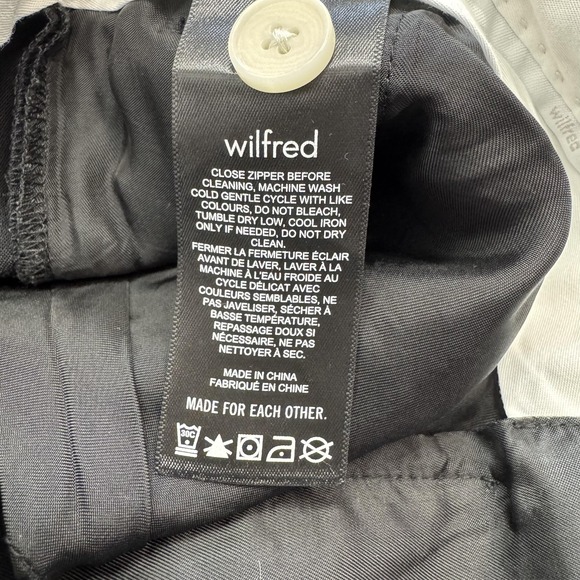 wilfred
CLOSE ZIPPER BEFORE
CLEANING, MACHINE WASH
COLD GENTLE CYCLE WITH LIKE
COLOURS, DO NOT BLEACH,
TUMBLE DRY LOW, COOL IRON
ONLY IF NEEDED, DO NOT DRY
CLEAN.
FERMER LA FERMETURE ÉCLAIR
AVANT DE LAVER, LAVER À LA
MACHINE À L'EAU FROIDE AU
CYCLE DÉLICAT AVEC
COULEURS SEMBLABLES, NE
PAS JAVELISER, SÉCHER À
BASSE TEMPÉRATURE,
REPASSAGE DOUX SI
NÉCESSAIRE, NE PAS
NETTOYER À SEC.
MADE IN CHINA
FABRIQUÉ EN CHINE
MADE FOR EACH OTHER.
30C
wilfred